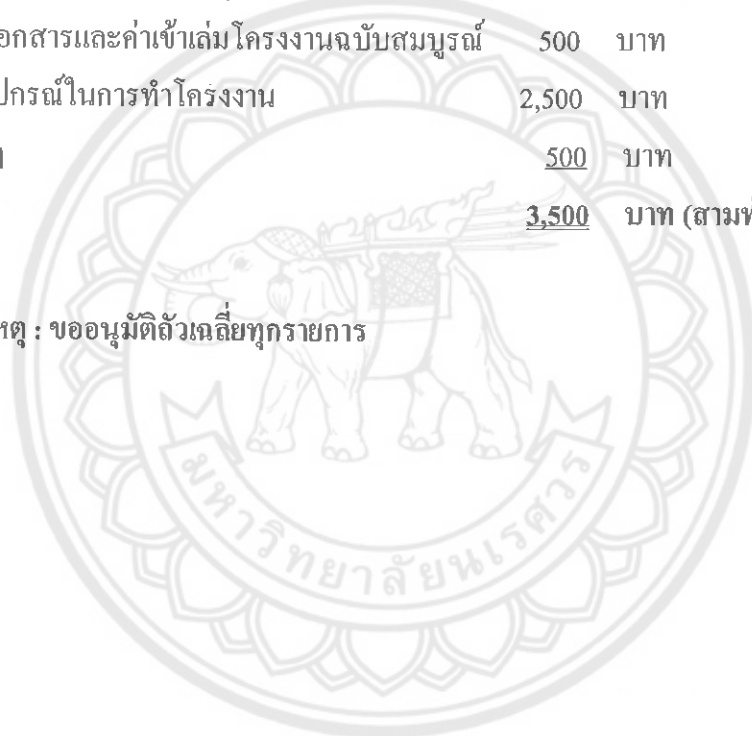 อกสารและค่าเข้าเล่มโครงงานฉบับสมบูรณ์ 500 บาท
ปกรณ์ในการทำโครงงาน 2,500 บาท
500 บาท
3,500 บาท (สามพ
หตุ : ขออนุมัติถัวเฉลี่ยทุกรายการ
มหาวิทยาลัยนเรศวร